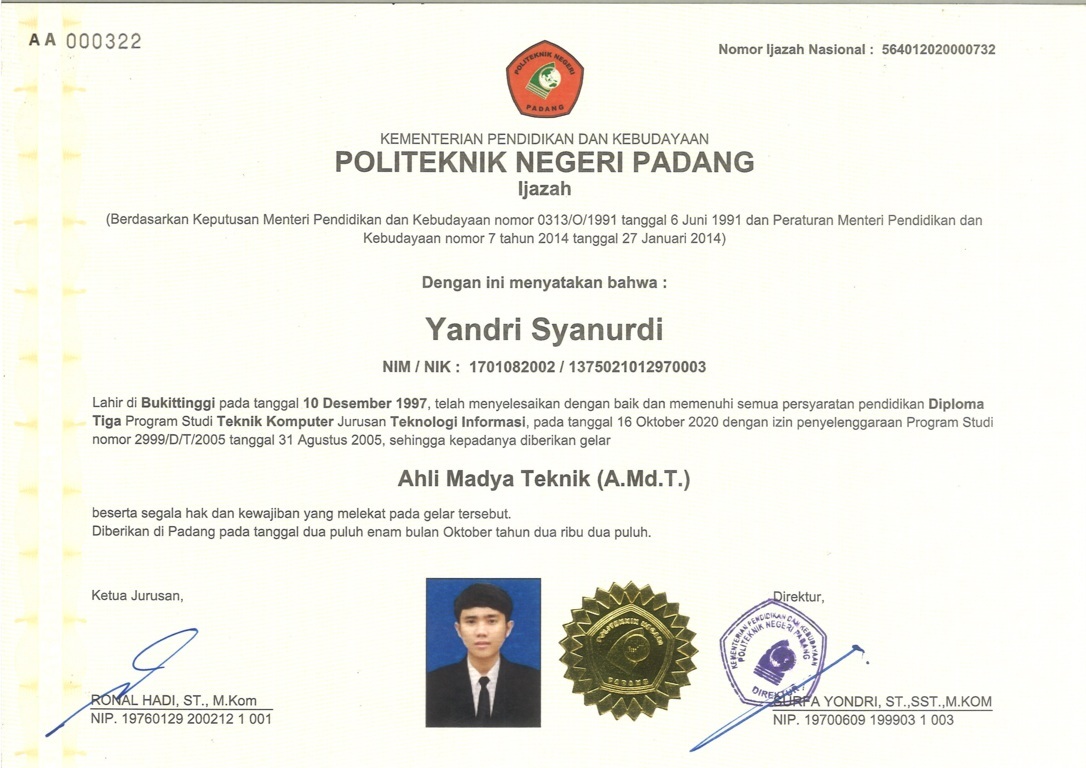 AA 000322
Nomor Ijazah Nasional : 564012020000732
POLITEKNIK NEGERI
PADANG
KEMENTERIAN PENDIDIKAN DAN KEBUDAYAAN
POLITEKNIK NEGERI PADANG
Ijazah
(Berdasarkan Keputusan Menteri Pendidikan dan Kebudayaan nomor 0313/O/1991 tanggal 6 Juni 1991 dan Peraturan Menteri Pendidikan dan
Kebudayaan nomor 7 tahun 2014 tanggal 27 Januari 2014)
Dengan ini menyatakan bahwa :
Yandri Syanurdi
NIM / NIK : 1701082002 / 1375021012970003
Lahir di Bukittinggi pada tanggal 10 Desember 1997, telah menyelesaikan dengan baik dan memenuhi semua persyaratan pendidikan Diploma
Tiga Program Studi Teknik Komputer Jurusan Teknologi Informasi, pada tanggal 16 Oktober 2020 dengan izin penyelenggaraan Program Studi
nomor 2999/D/T/2005 tanggal 31 Agustus 2005, sehingga kepadanya diberikan gelar
Ahli Madya Teknik (A.Md.T.)
beserta segala hak dan kewajiban yang melekat pada gelar tersebut.
Diberikan di Padang pada tanggal dua puluh enam bulan Oktober tahun dua ribu dua puluh.
Ketua Jurusan,
RONAL HADI, ST., M.Kom
NIP. 19760129 200212 1 001
POLITEKNIK NEGERI
PADANG
Direktur,
KEMENTERIAN PENDIDIKAN DAN KEBUDAYAAN
POLITEKNIK NEGERI PADANG
DIREKTUR
SURFA YONDRI, ST.,SST.,M.KOM
NIP. 19700609 199903 1 003